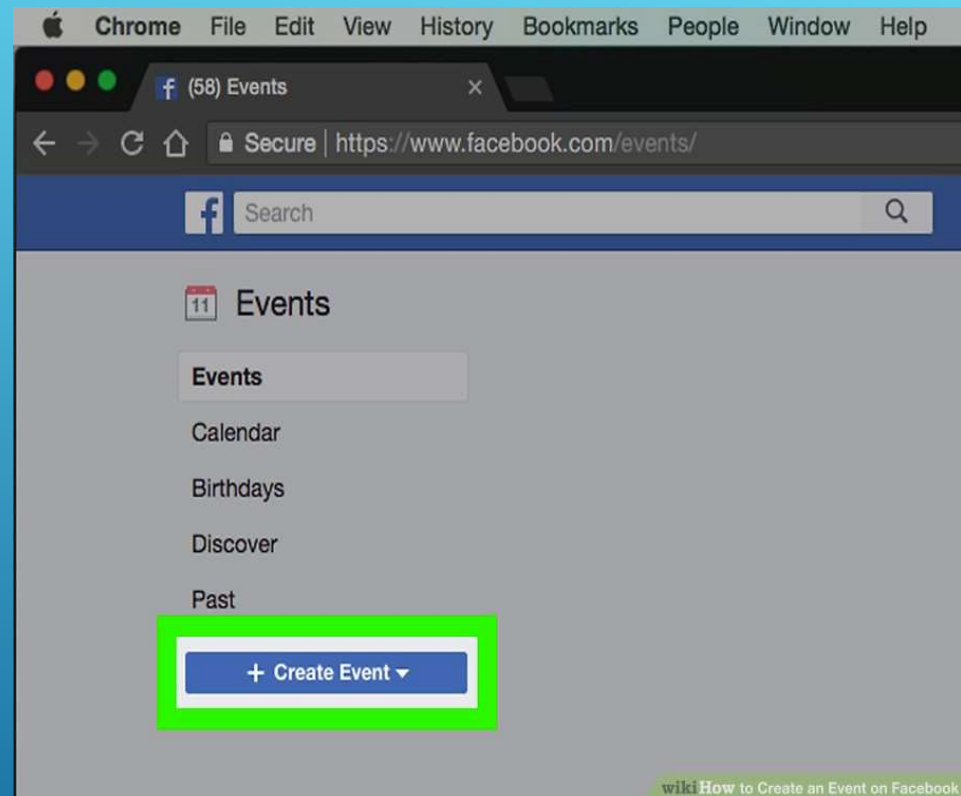 Chrome File Edit View History Bookmarks People Window Help
f (58) Events ×
Secure | https://www.facebook.com/events/
f Search
11 Events
Events
Calendar
Birthdays
Discover
Past
+ Create Event
wikiHow to Create an Event on Facebook